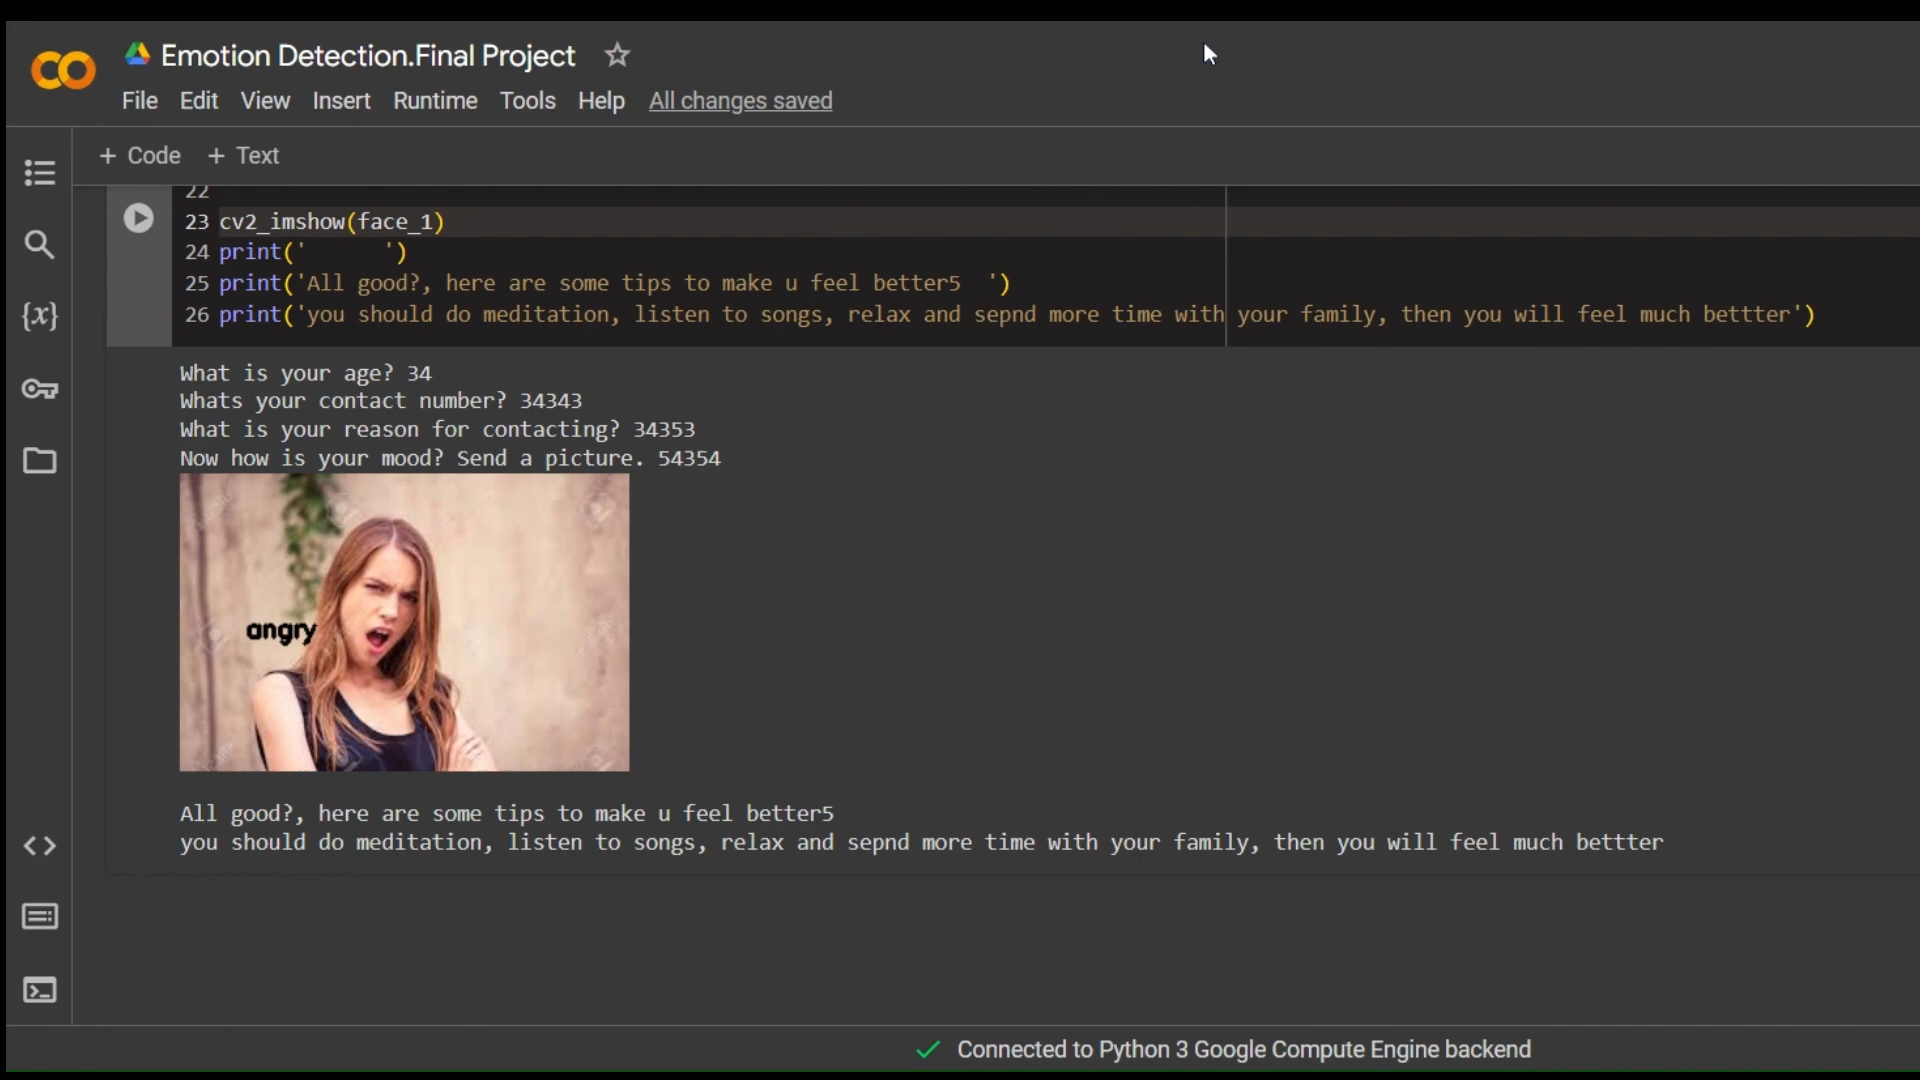 Emotion Detection.Final Project
File Edit View Insert Runtime Tools Help All changes saved
+ Code + Text
22
23 cv2_imshow(face_1)
24 print('      ')
25 print('All good?, here are some tips to make u feel better5  ')
26 print('you should do meditation, listen to songs, relax and sepnd more time with your family, then you will feel much bettter')
{x}
What is your age? 34
Whats your contact number? 34343
What is your reason for contacting? 34353
Now how is your mood? Send a picture. 54354
angry
All good?, here are some tips to make u feel better5
you should do meditation, listen to songs, relax and sepnd more time with your family, then you will feel much bettter
Connected to Python 3 Google Compute Engine backend